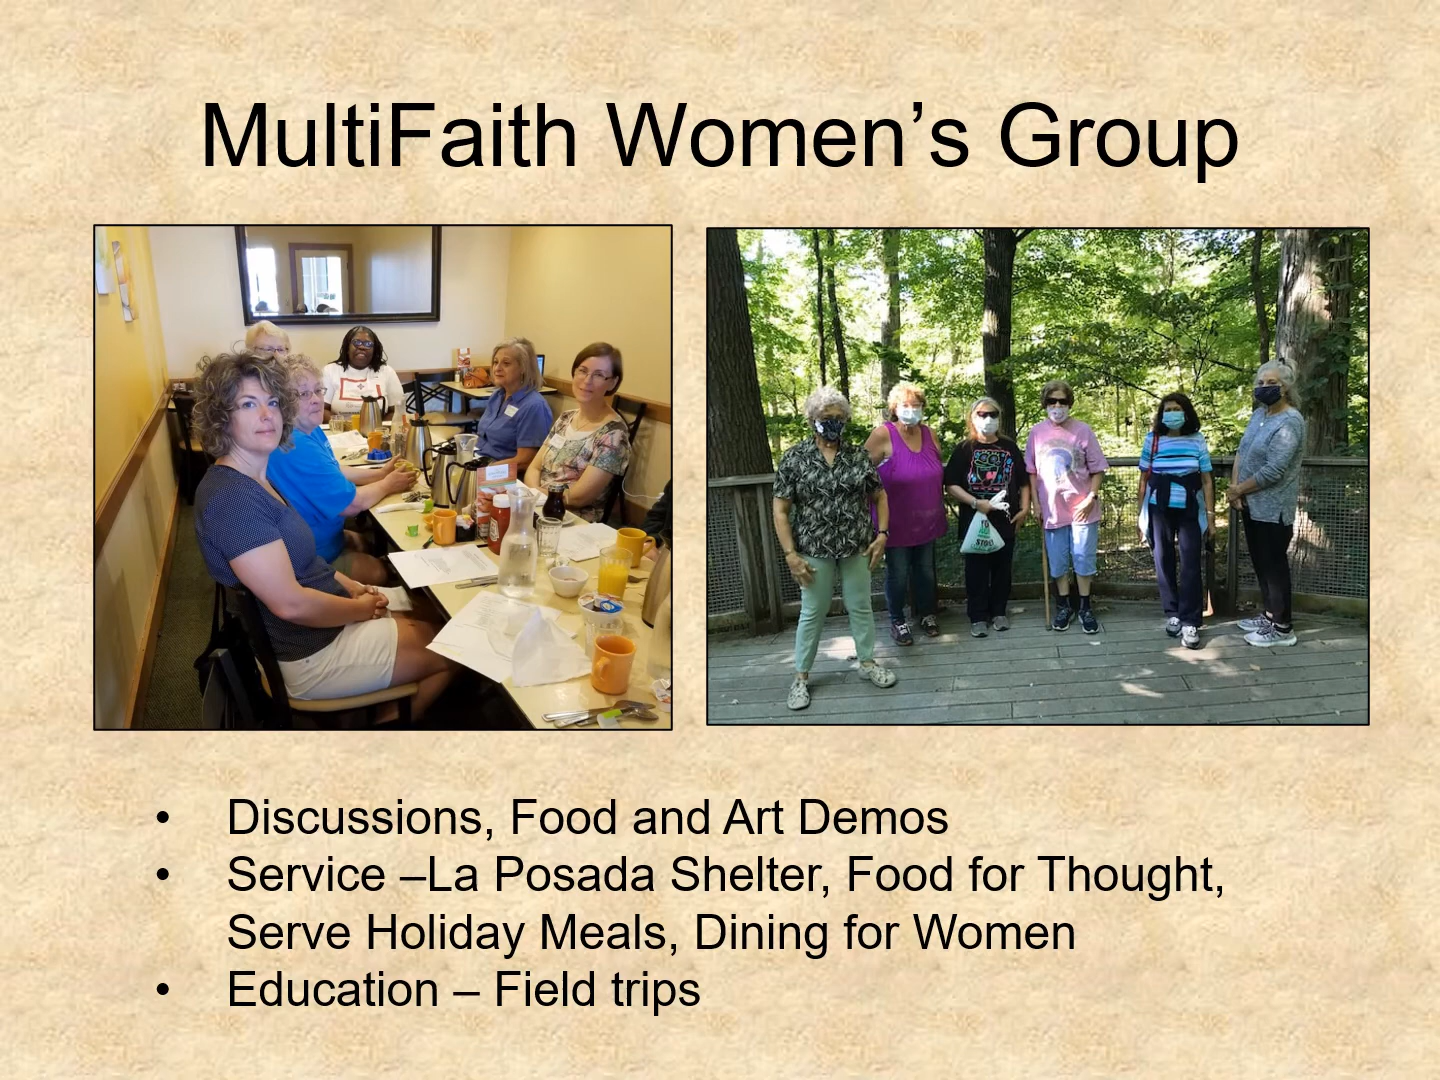 MultiFaith Women’s Group
• Discussions, Food and Art Demos
• Service –La Posada Shelter, Food for Thought,
Serve Holiday Meals, Dining for Women
• Education – Field trips